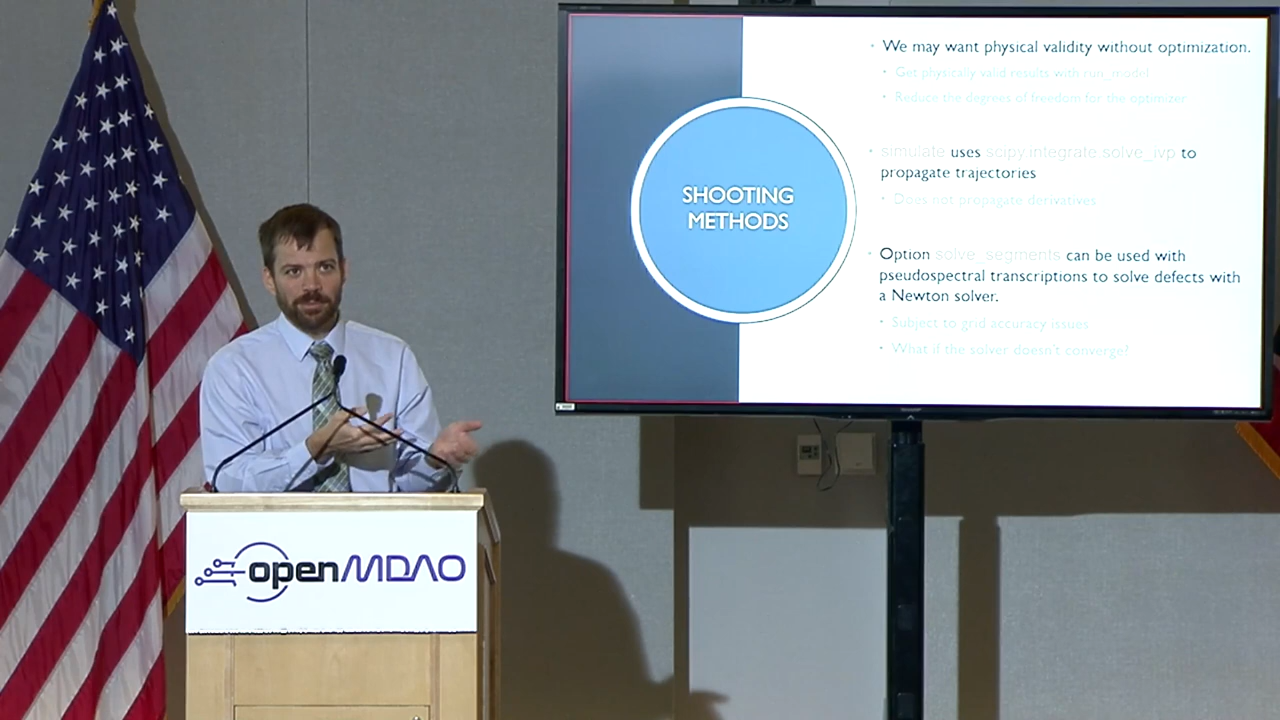 We may want physical validity without optimization.
Get physically valid results with run_model
Reduce the degrees of freedom for the optimizer
simulate uses scipy.integrate.solve_ivp to
propagate trajectories
Does not propagate derivatives
Option solve_segments can be used with
pseudospectral transcriptions to solve defects with
a Newton solver.
Subject to grid accuracy issues
What if the solver doesn't converge?
SHOOTING
METHODS
openMDAO